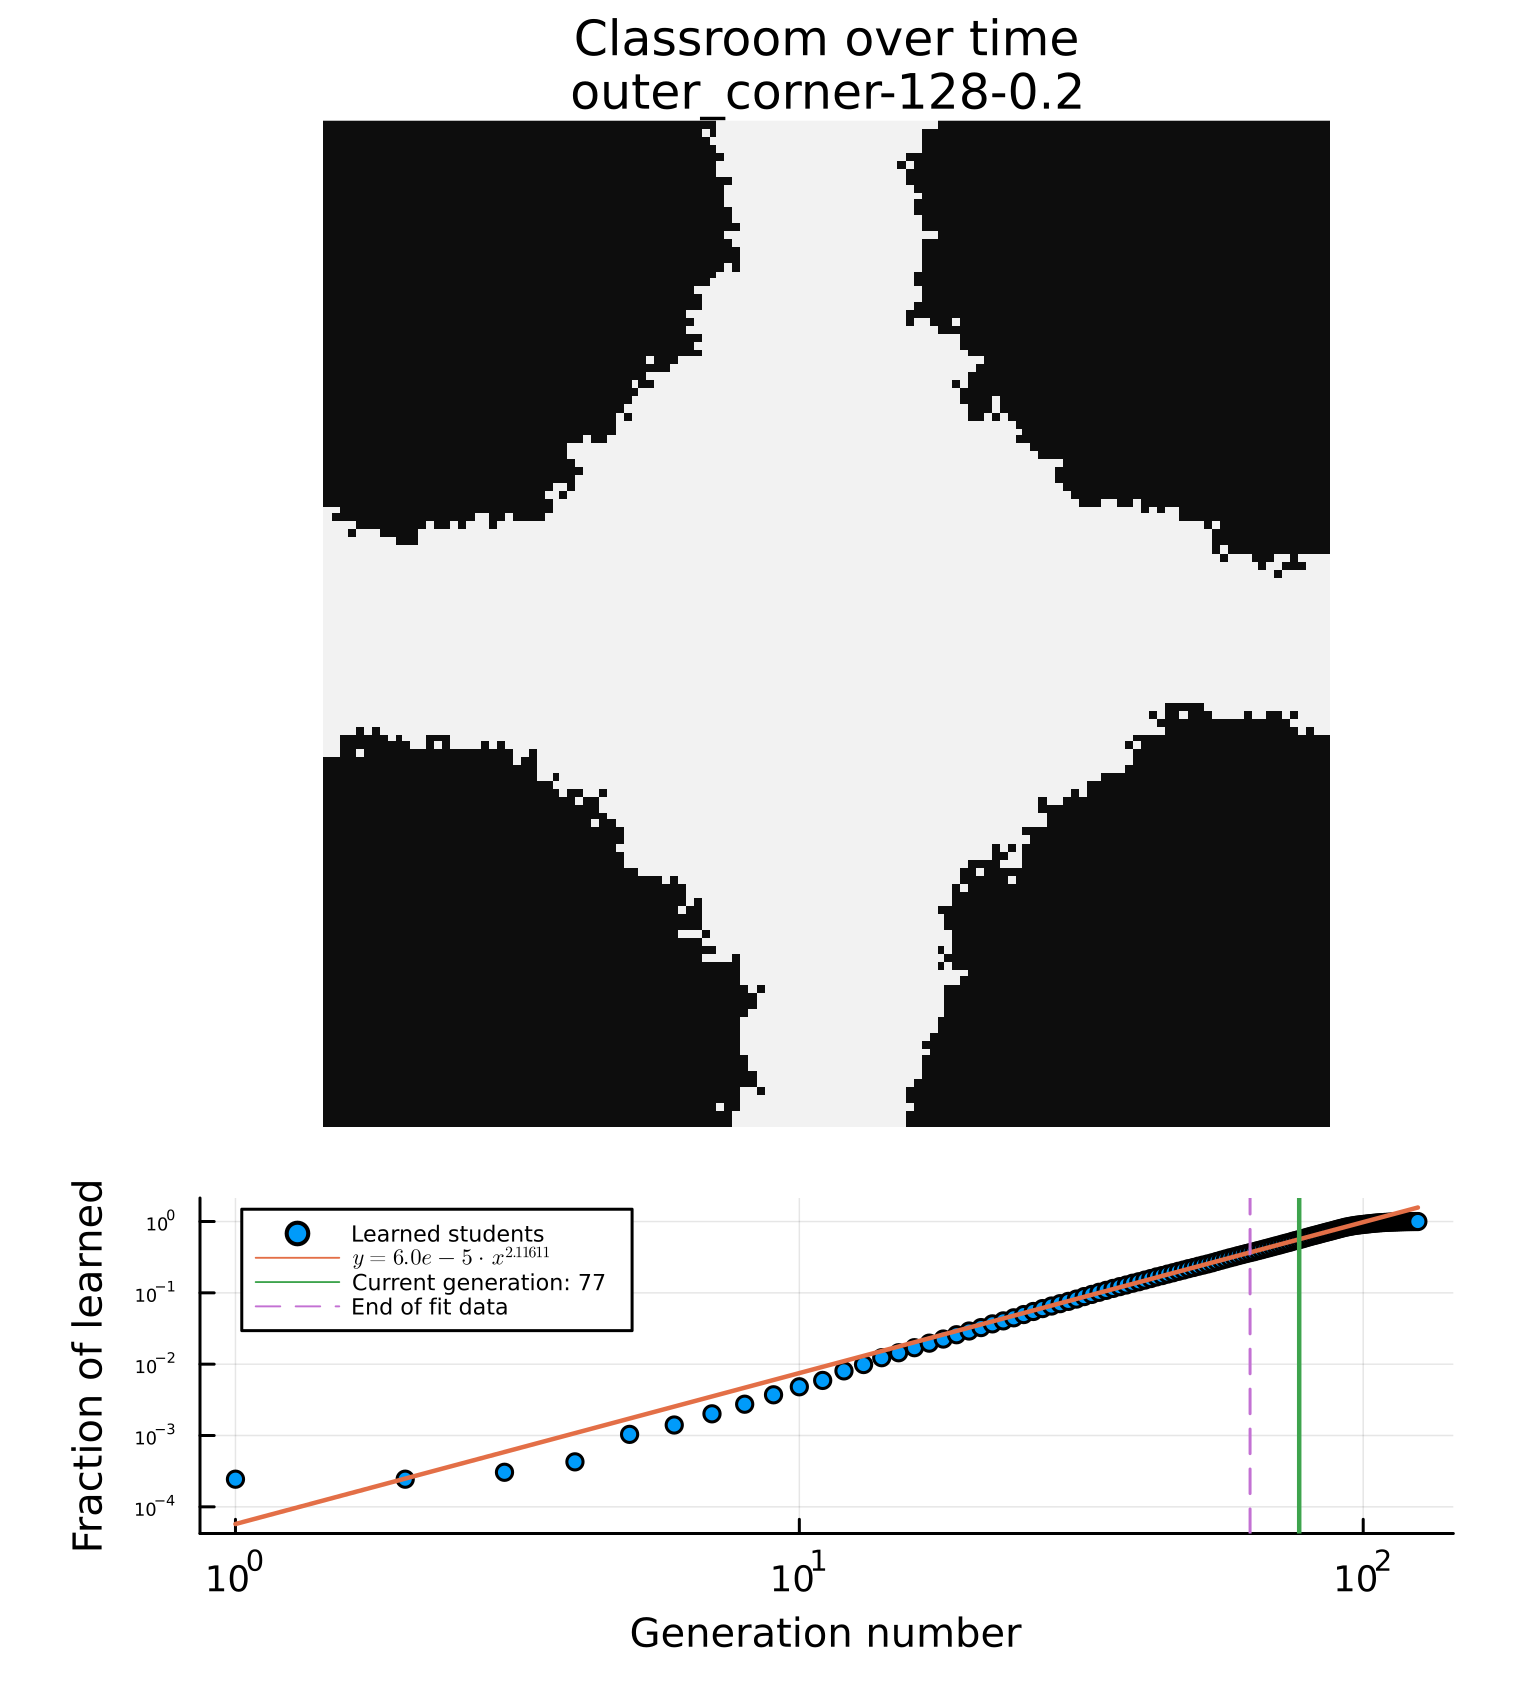 Classroom over time
outer_corner-128-0.2
Fraction of learned
10^0
10^-1
10^-2
10^-3
10^-4
Learned students
y = 6.0e − 5 · x^2.11611
Current generation: 77
End of fit data
10^0 10^1 10^2
Generation number